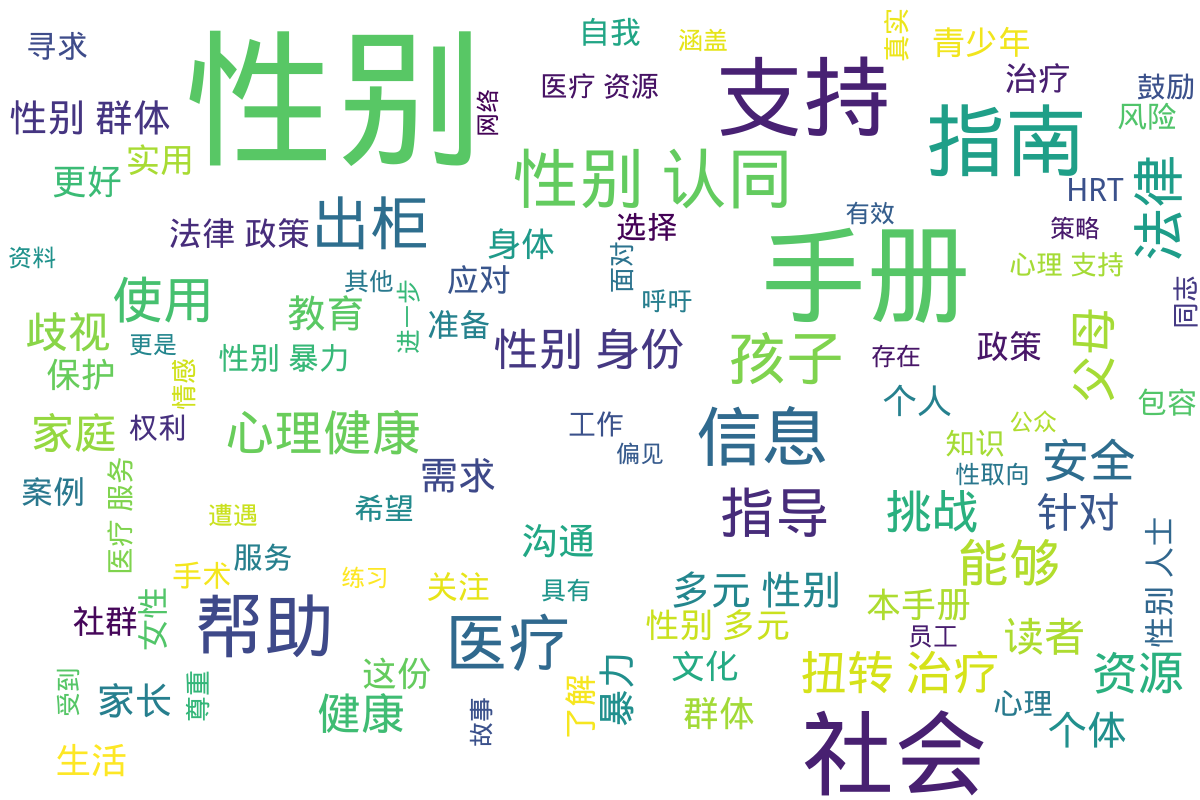 性别
支持
寻求
自我
涵盖
真实
青少年
性别 群体
网络
医疗 资源
治疗
鼓励
风险
指南
实用
更好
性别 认同
HRT
法律
法律 政策
出柜
选择
有效
策略
资料
身体
手册
心理 支持
使用
其他
应对
面对
呼吁
同志
歧视
更是
教育
进一步
准备
性别 身份
孩子
存在
政策
父母
保护
性别 暴力
情感
个人
包容
家庭
权利
心理健康
工作
信息
公众
知识
偏见
安全
性取向
案例
医疗 服务
需求
希望
指导
挑战
针对
遭遇
沟通
能够
性别 人士
服务
手术
练习
关注
具有
多元 性别
本手册
社群
女性
帮助
医疗
性别 多元
员工
读者
受到
家长
尊重
这份
健康
故事
了解
暴力
文化
扭转 治疗
资源
群体
心理
个体
生活
社会